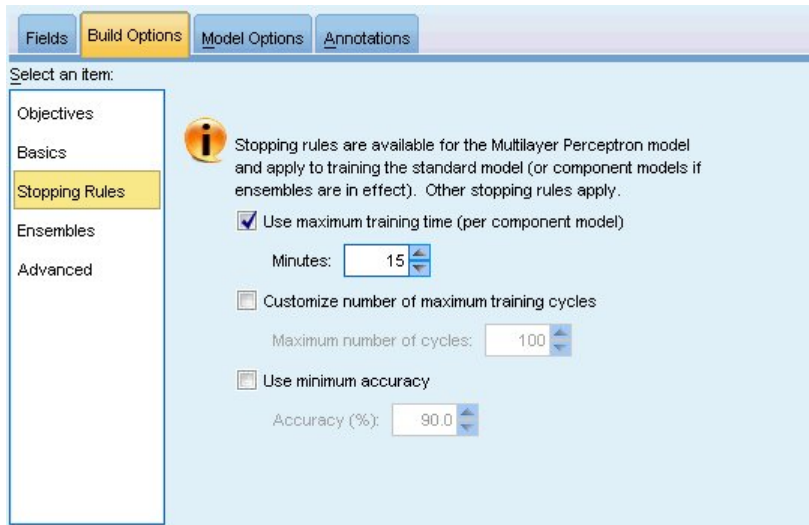 Fields Build Options Model Options Annotations
Select an item:
Objectives
Basics
Stopping Rules
Ensembles
Advanced
Stopping rules are available for the Multilayer Perceptron model
and apply to training the standard model (or component models if
ensembles are in effect). Other stopping rules apply.
Use maximum training time (per component model)
Minutes: 15
Customize number of maximum training cycles
Maximum number of cycles: 100
Use minimum accuracy
Accuracy (%): 90.0